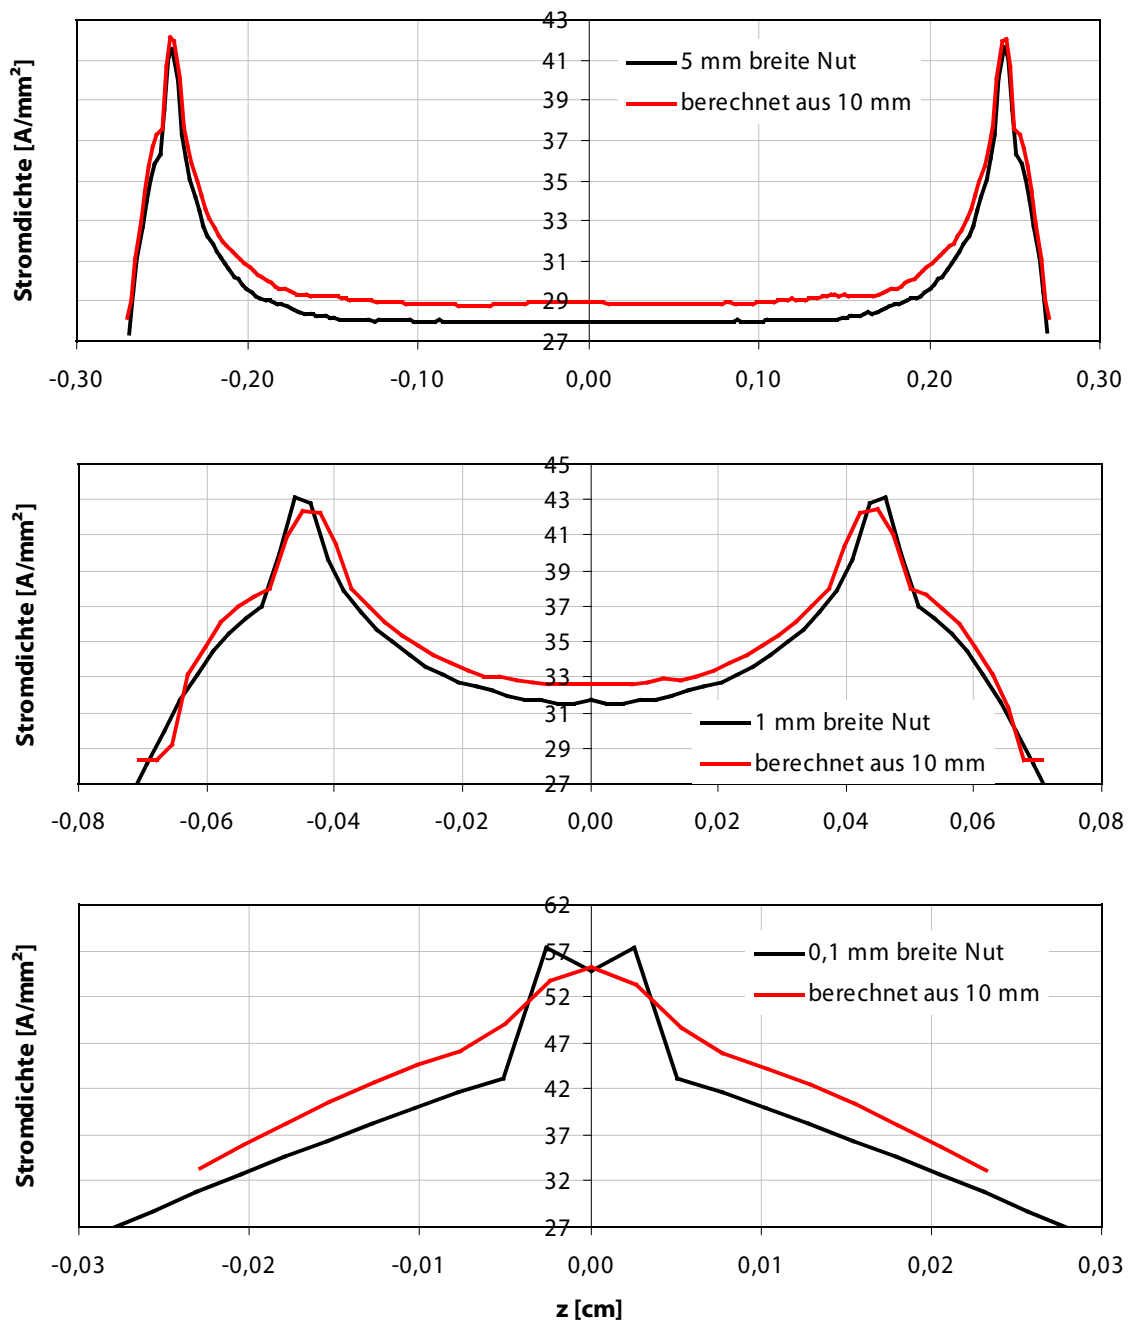 43
41
39
37
35
33
31
29
27
Stromdichte [A/mm²]
5 mm breite Nut
berechnet aus 10 mm
-0,30 -0,20 -0,10 0,00 0,10 0,20 0,30
45
43
41
39
37
35
33
31
29
27
Stromdichte [A/mm²]
1 mm breite Nut
berechnet aus 10 mm
-0,08 -0,06 -0,04 -0,02 0,00 0,02 0,04 0,06 0,08
62
57
52
47
42
37
32
27
Stromdichte [A/mm²]
0,1 mm breite Nut
berechnet aus 10 mm
-0,03 -0,02 -0,01 0,00 0,01 0,02 0,03
z [cm]